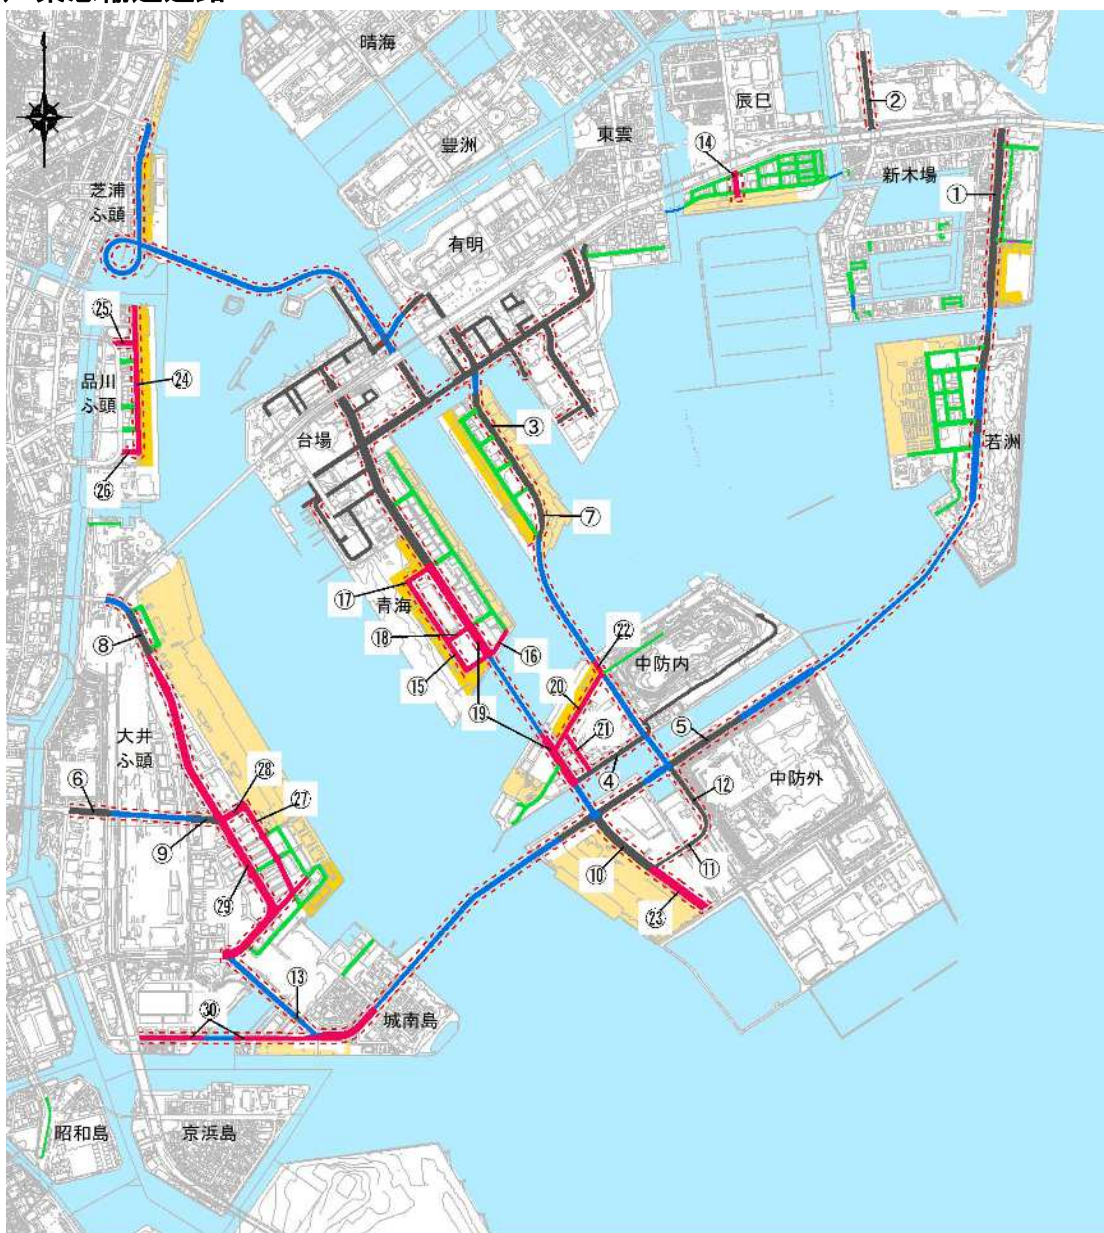 晴海
②
辰巳
豊洲
東雲
⑭
新木場
①
芝浦
ふ頭
有明
㉕
品川
ふ頭
㉔
台場
③
若洲
㉖
⑦
⑰
青海
⑱
⑯
㉒
中防内
⑧
⑮
⑳
⑲
㉑
⑤
大井
ふ頭
⑥
㉘
㉗
④
⑫
中防外
⑨
⑩
⑪
㉙
㉓
⑬
㉚
城南島
昭和島
京浜島